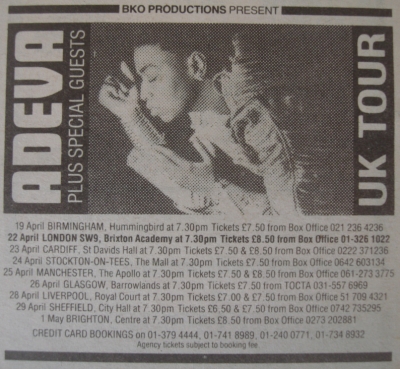 BKO PRODUCTIONS PRESENT
ADEVA
PLUS SPECIAL GUESTS
UK TOUR
19 April BIRMINGHAM, Hummingbird at 7.30pm Tickets £7.50 from Box Office 021 236 4236
22 April LONDON SW9, Brixton Academy at 7.30pm Tickets £8.50 from Box Office 01-326 1022
23 April CARDIFF, St Davids Hall at 7.30pm Tickets £7.50 & £6.50 from Box Office 0222 371236
24 April STOCKTON-ON-TEES, The Mall at 7.30pm Tickets £7.50 from Box Office 0642 603134
25 April MANCHESTER, The Apollo at 7.30pm Tickets £7.50 & £8.50 from Box Office 061-273 3775
26 April GLASGOW, Barrowlands at 7.30pm Tickets £7.50 from TOCTA 031-557 6969
28 April LIVERPOOL, Royal Court at 7.30pm Tickets £7.00 & £7.50 from Box Office 51 709 4321
29 April SHEFFIELD, City Hall at 7.30pm Tickets £6.50 & £7.50 from Box Office 0742 735295
1 May BRIGHTON, Centre at 7.30pm Tickets £8.50 from Box Office 0273 202881
CREDIT CARD BOOKINGS on 01-379 4444, 01-741 8989, 01-240 0771, 01-734 8932
Agency tickets subject to booking fee.